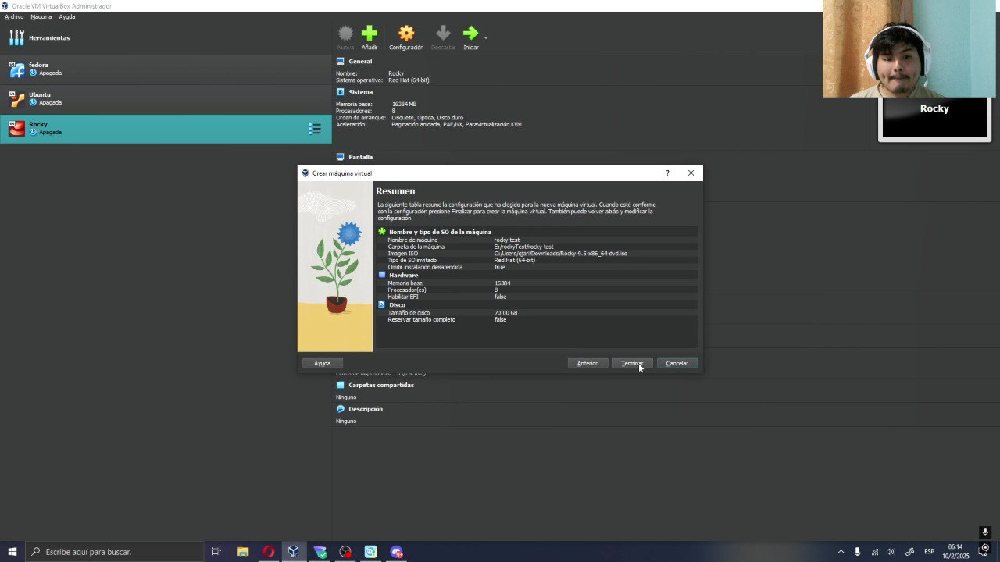 Oracle VM VirtualBox Administrador
Archivo Máquina Ayuda
Herramientas
fedora
Apagada
Ubuntu
Apagada
Rocky
Apagada
Nueva Añadir Configuración Descartar Iniciar
General
Nombre: Rocky
Sistema operativo: Red Hat (64-bit)
Sistema
Memoria base: 16384 MB
Procesadores: 8
Orden de arranque: Disquete, Óptica, Disco duro
Aceleración: Paginación anidada, PAE/NX, Paravirtualización KVM
Rocky
Pantalla
Crear máquina virtual
?
Resumen
La siguiente tabla resume la configuración que ha elegido para la nueva máquina virtual. Cuando esté conforme
con la configuración presione Finalizar para crear la máquina virtual. También puede volver atrás y modificar la
configuración.
Nombre y tipo de SO de la máquina
Nombre de máquina rocky test
Carpeta de la máquina E:/rockyTest/rocky test
Imagen ISO C:/Users/qjari/Downloads/Rocky-9.5-x86_64-dvd.iso
Tipo de SO invitado Red Hat (64-bit)
Omitir instalación desatendida true
Hardware
Memoria base 16384
Procesador(es) 8
Habilitar EFI false
Disco
Tamaño de disco 70.00 GB
Reservar tamaño completo false
Ayuda Anterior Terminar Cancelar
Carpetas compartidas
Ninguno
Descripción
Ninguno
Escribe aquí para buscar.
ESP
06:14
10/2/2025